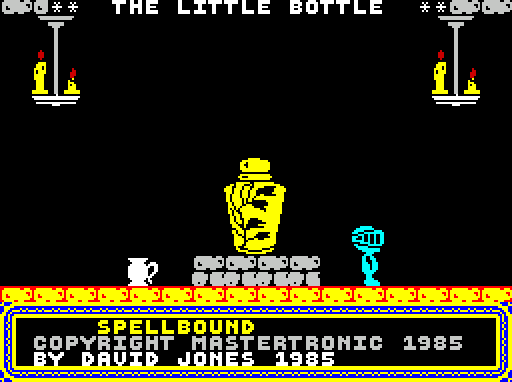 **THE LITTLE BOTTLE**
SPELLBOUND
COPYRIGHT MASTERTRONIC 1985
BY DAVID JONES 1985